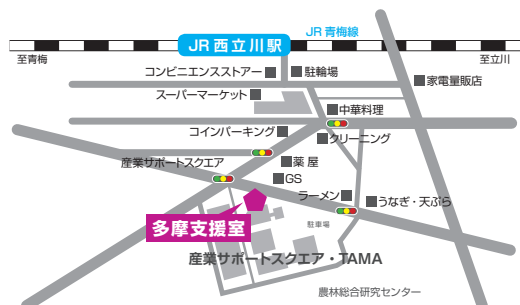 JR 青梅線
JR 西立川駅
至青梅
至立川
コンビニエンスストアー
駐輪場
家電量販店
スーパーマーケット
中華料理
コインパーキング
クリーニング
産業サポートスクエア
薬 屋
GS
ラーメン
うなぎ・天ぷら
多摩支援室
駐車場
産業サポートスクエア・TAMA
農林総合研究センター